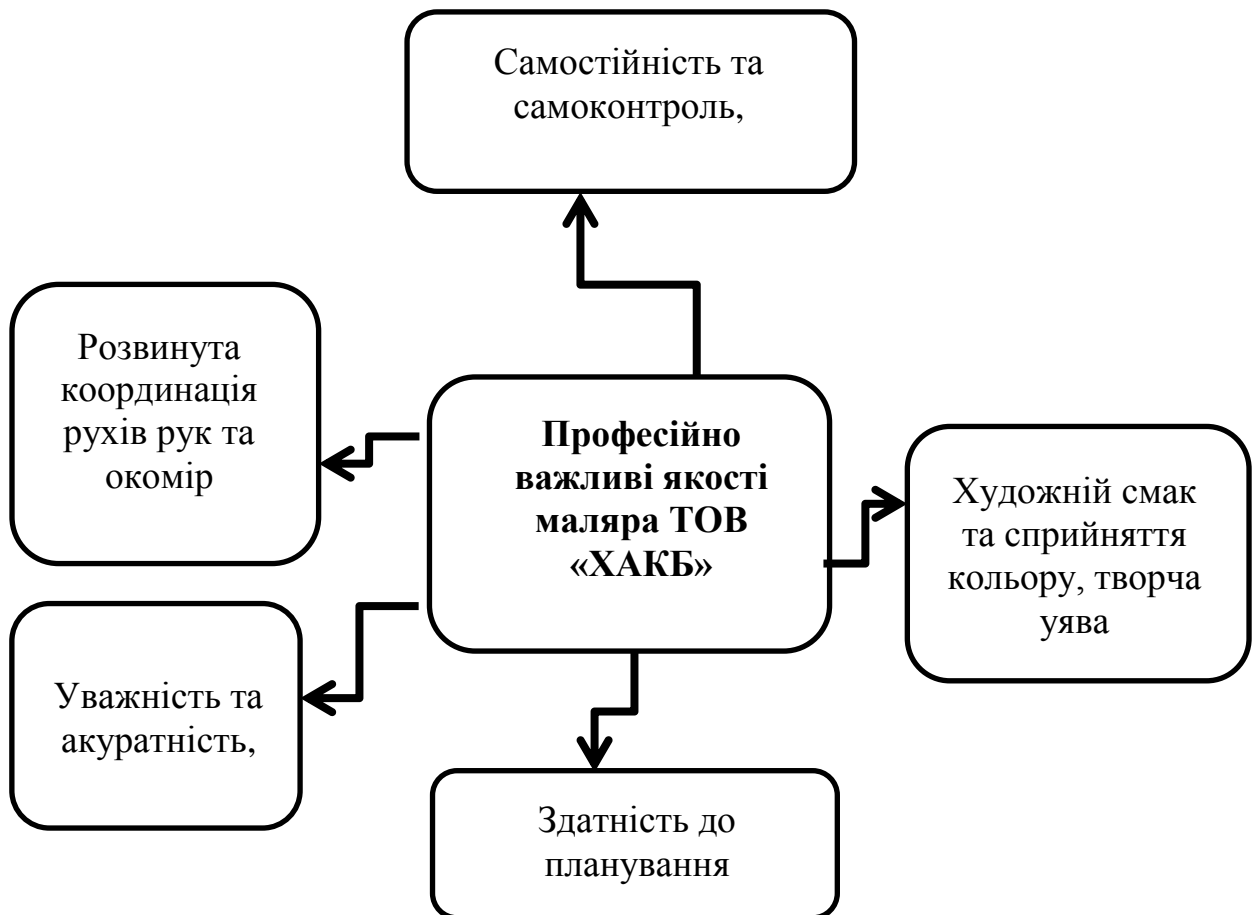 Самостійність та
самоконтроль,
Розвинута
координація
рухів рук та
окомір
Професійно
важливі якості
маляра ТОВ
«ХАКБ»
Художній смак
та сприйняття
кольору, творча
уява
Уважність та
акуратність,
Здатність до
планування